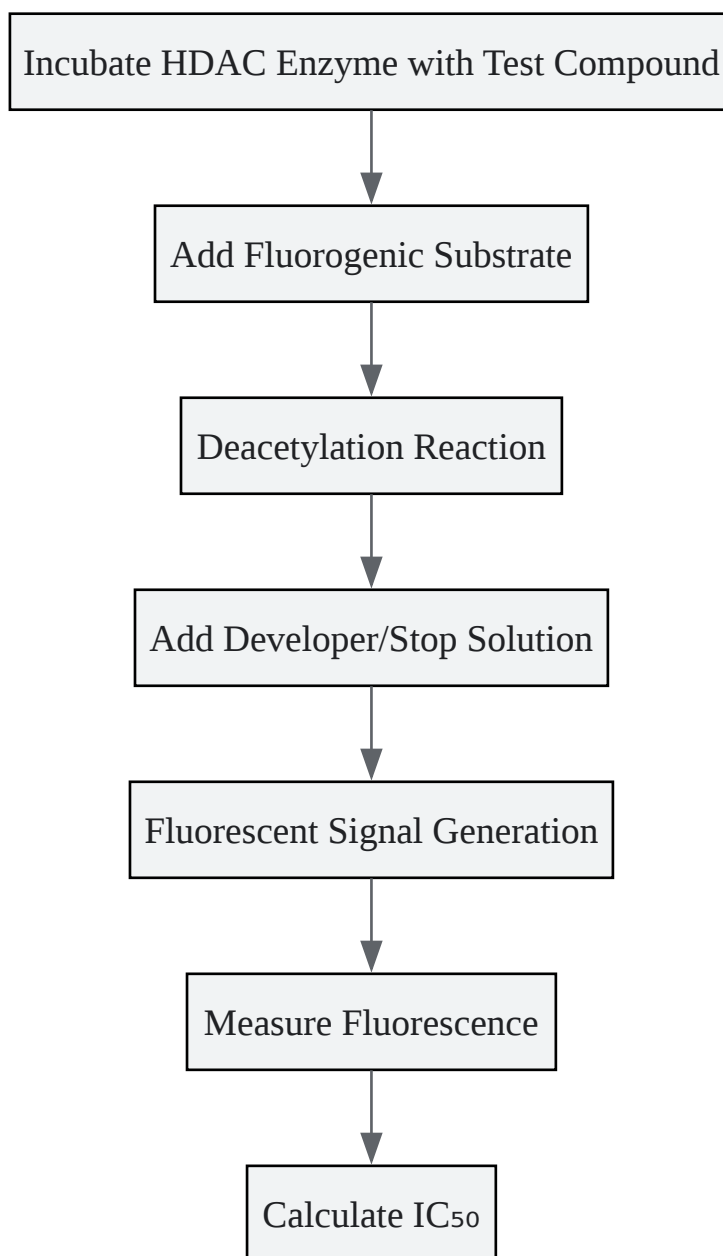 Incubate HDAC Enzyme with Test Compound
Add Fluorogenic Substrate
Deacetylation Reaction
Add Developer/Stop Solution
Fluorescent Signal Generation
Measure Fluorescence
Calculate IC₅₀